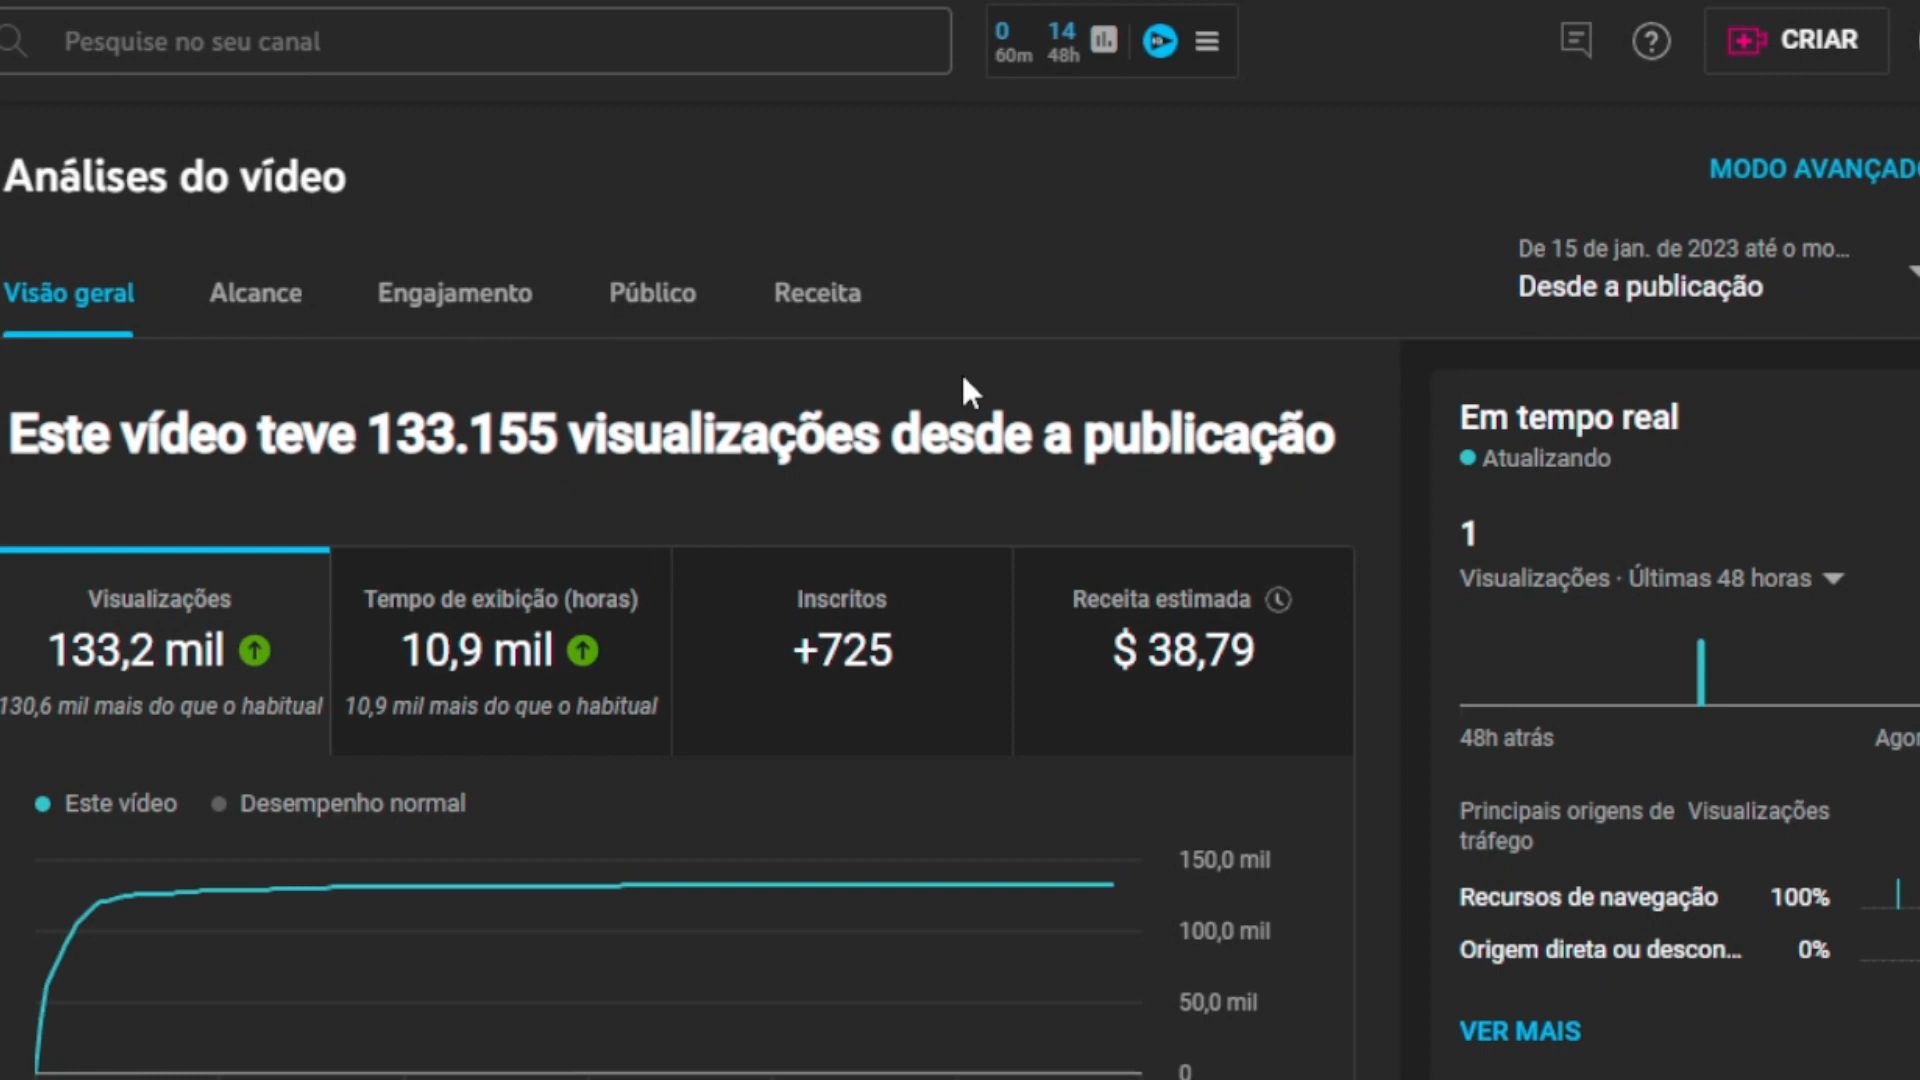 Pesquise no seu canal
0 14
60m 48h
CRIAR
Análises do vídeo
MODO AVANÇADO
De 15 de jan. de 2023 até o mo...
Desde a publicação
Visão geral Alcance Engajamento Público Receita
Este vídeo teve 133.155 visualizações desde a publicação
Visualizações
133,2 mil
130,6 mil mais do que o habitual
Tempo de exibição (horas)
10,9 mil
10,9 mil mais do que o habitual
Inscritos
+725
Receita estimada
$ 38,79
Este vídeo Desempenho normal
150,0 mil
100,0 mil
50,0 mil
0
Em tempo real
Atualizando
1
Visualizações · Últimas 48 horas
48h atrás Agor
Principais origens de tráfego Visualizações
Recursos de navegação 100%
Origem direta ou descon... 0%
VER MAIS